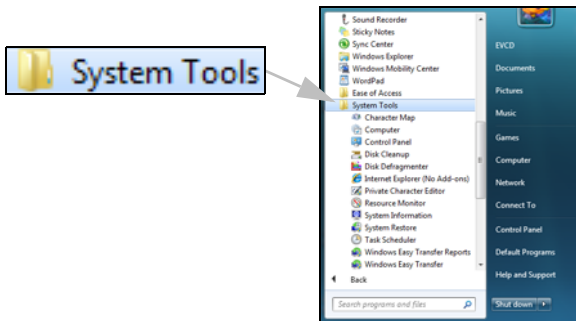 System Tools
Sound Recorder
Sticky Notes
Sync Center
Windows Explorer
Windows Mobility Center
WordPad
Ease of Access
System Tools
Character Map
Computer
Control Panel
Disk Cleanup
Disk Defragmenter
Internet Explorer (No Add-ons)
Private Character Editor
Resource Monitor
System Information
System Restore
Task Scheduler
Windows Easy Transfer Reports
Windows Easy Transfer
Back
Search programs and files
EVCD
Documents
Pictures
Music
Games
Computer
Network
Connect To
Control Panel
Default Programs
Help and Support
Shut down